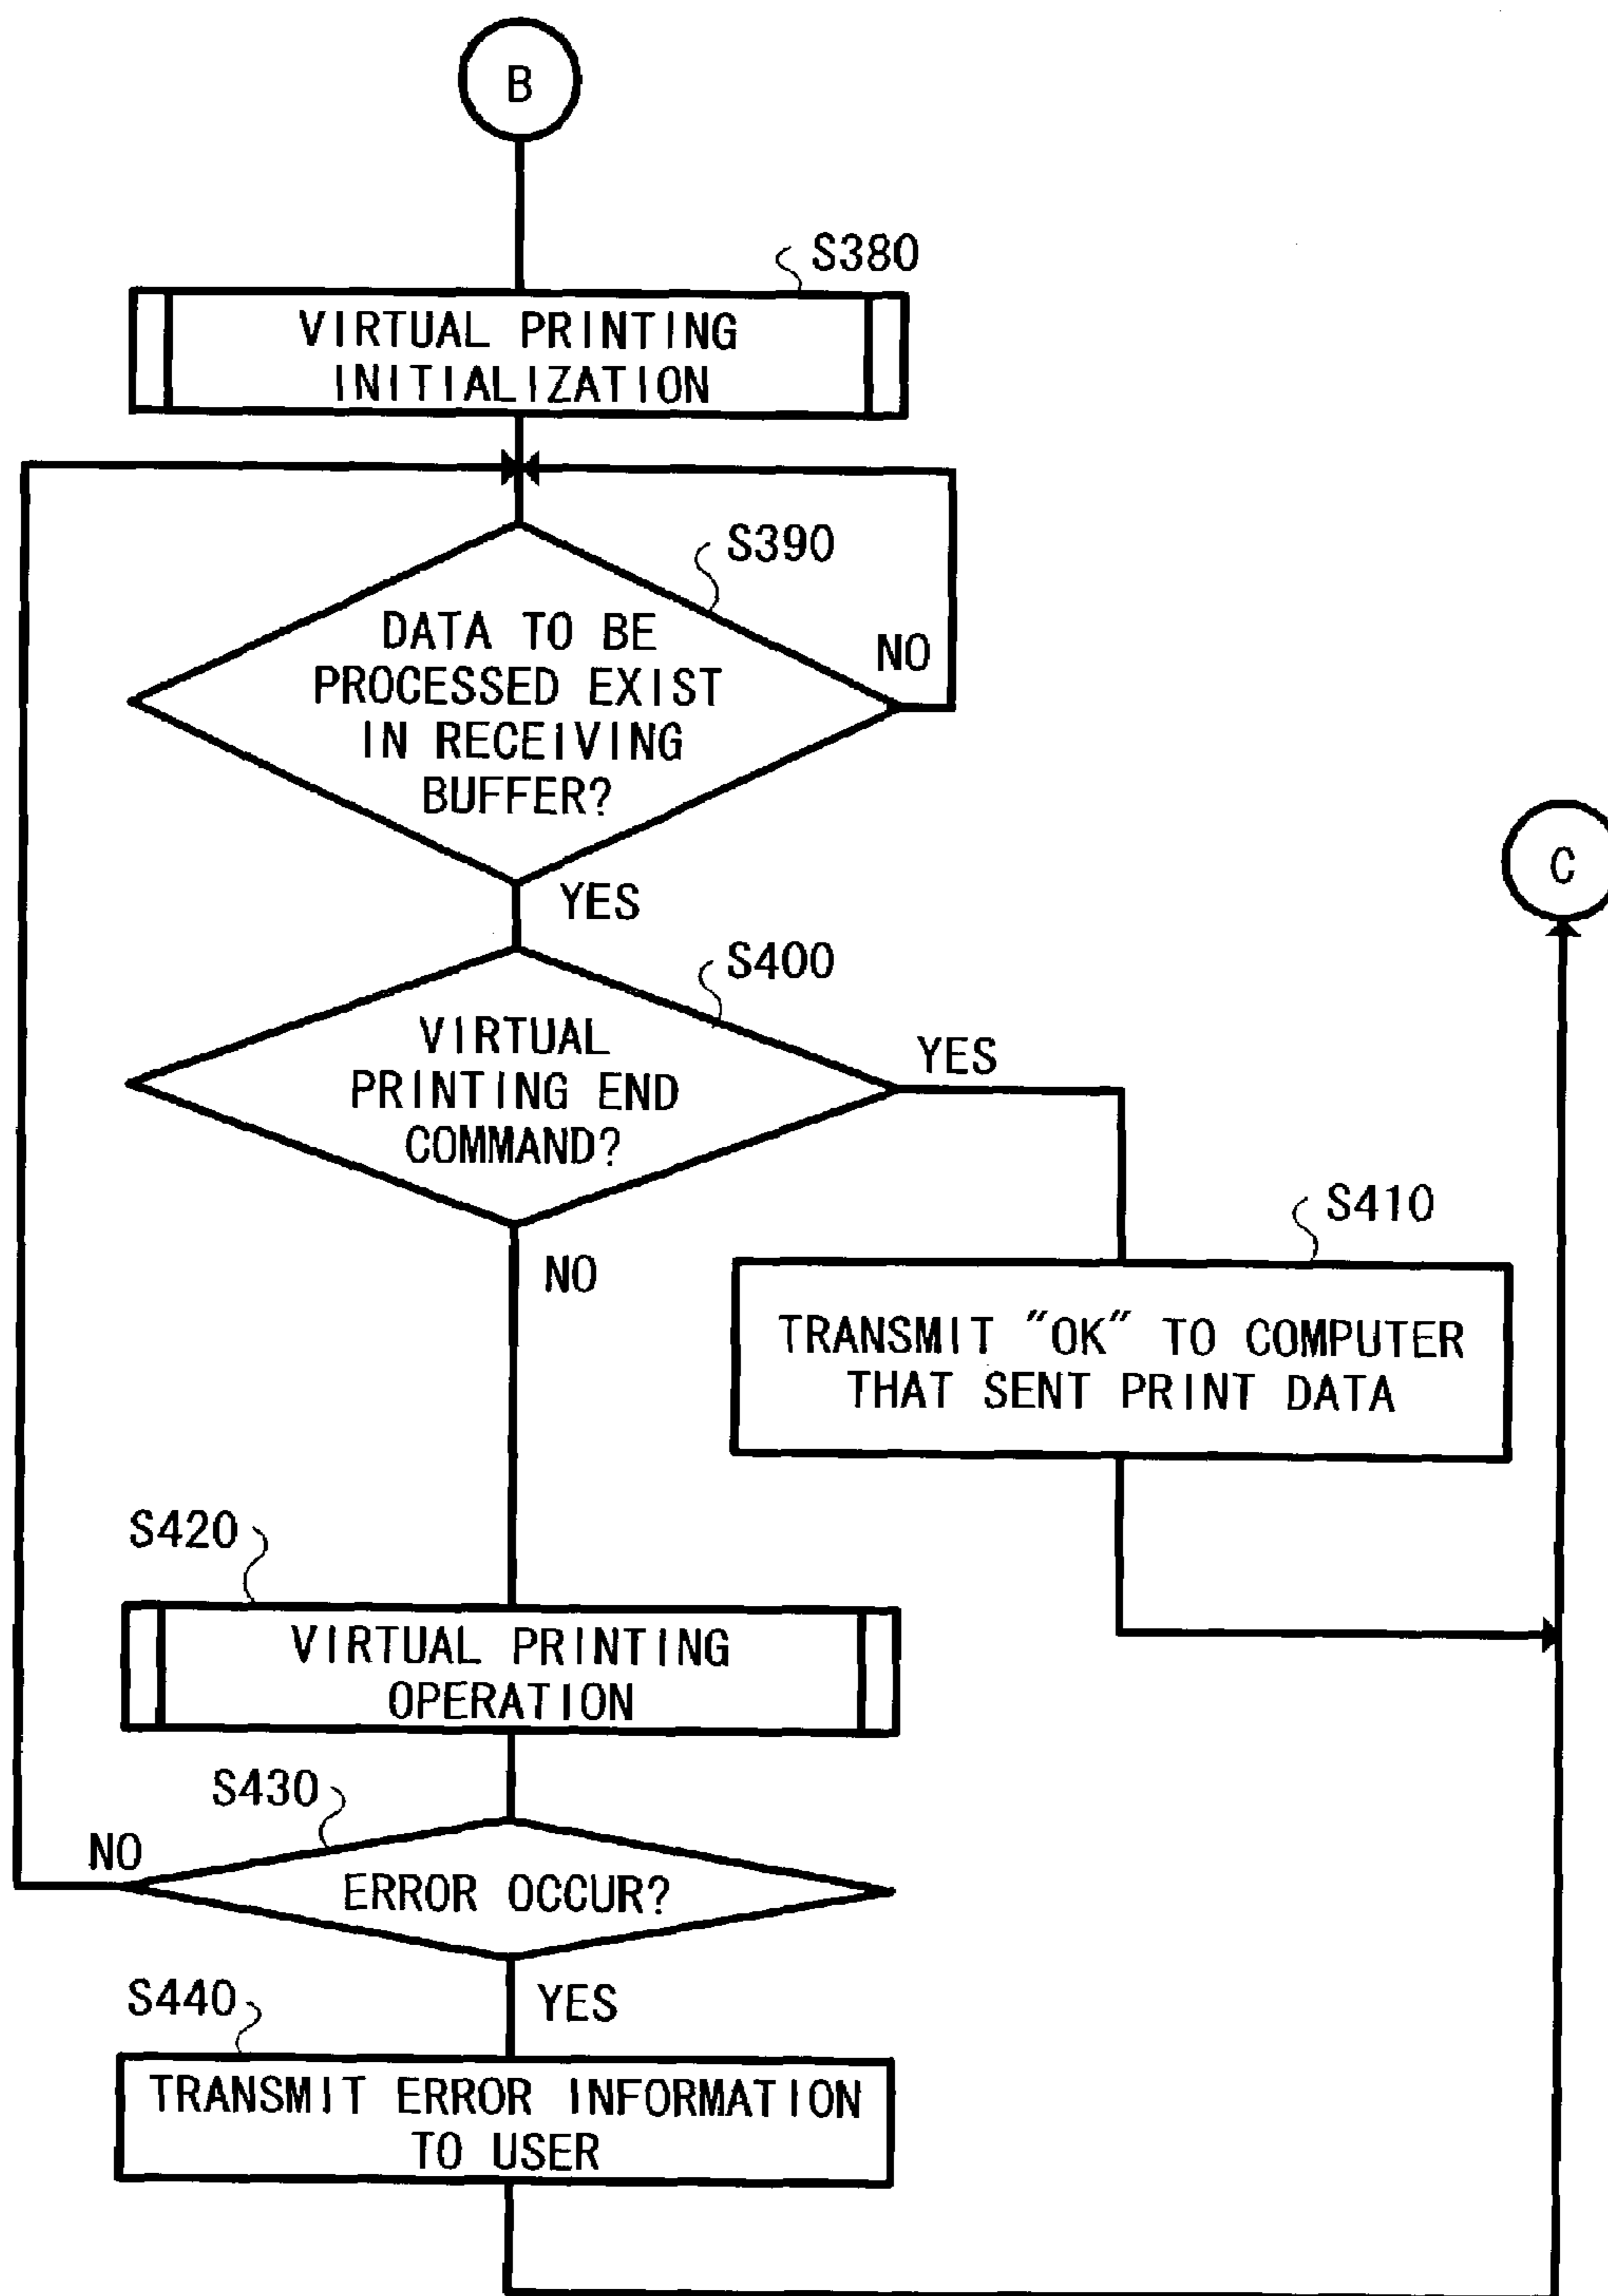 B
S380
VIRTUAL PRINTING
INITIALIZATION
S390
DATA TO BE
PROCESSED EXIST
IN RECEIVING
BUFFER?
NO
YES
C
S400
VIRTUAL
PRINTING END
COMMAND?
YES
NO
S410
TRANSMIT "OK" TO COMPUTER
THAT SENT PRINT DATA
S420
VIRTUAL PRINTING
OPERATION
S430
NO
ERROR OCCUR?
YES
S440
TRANSMIT ERROR INFORMATION
TO USER